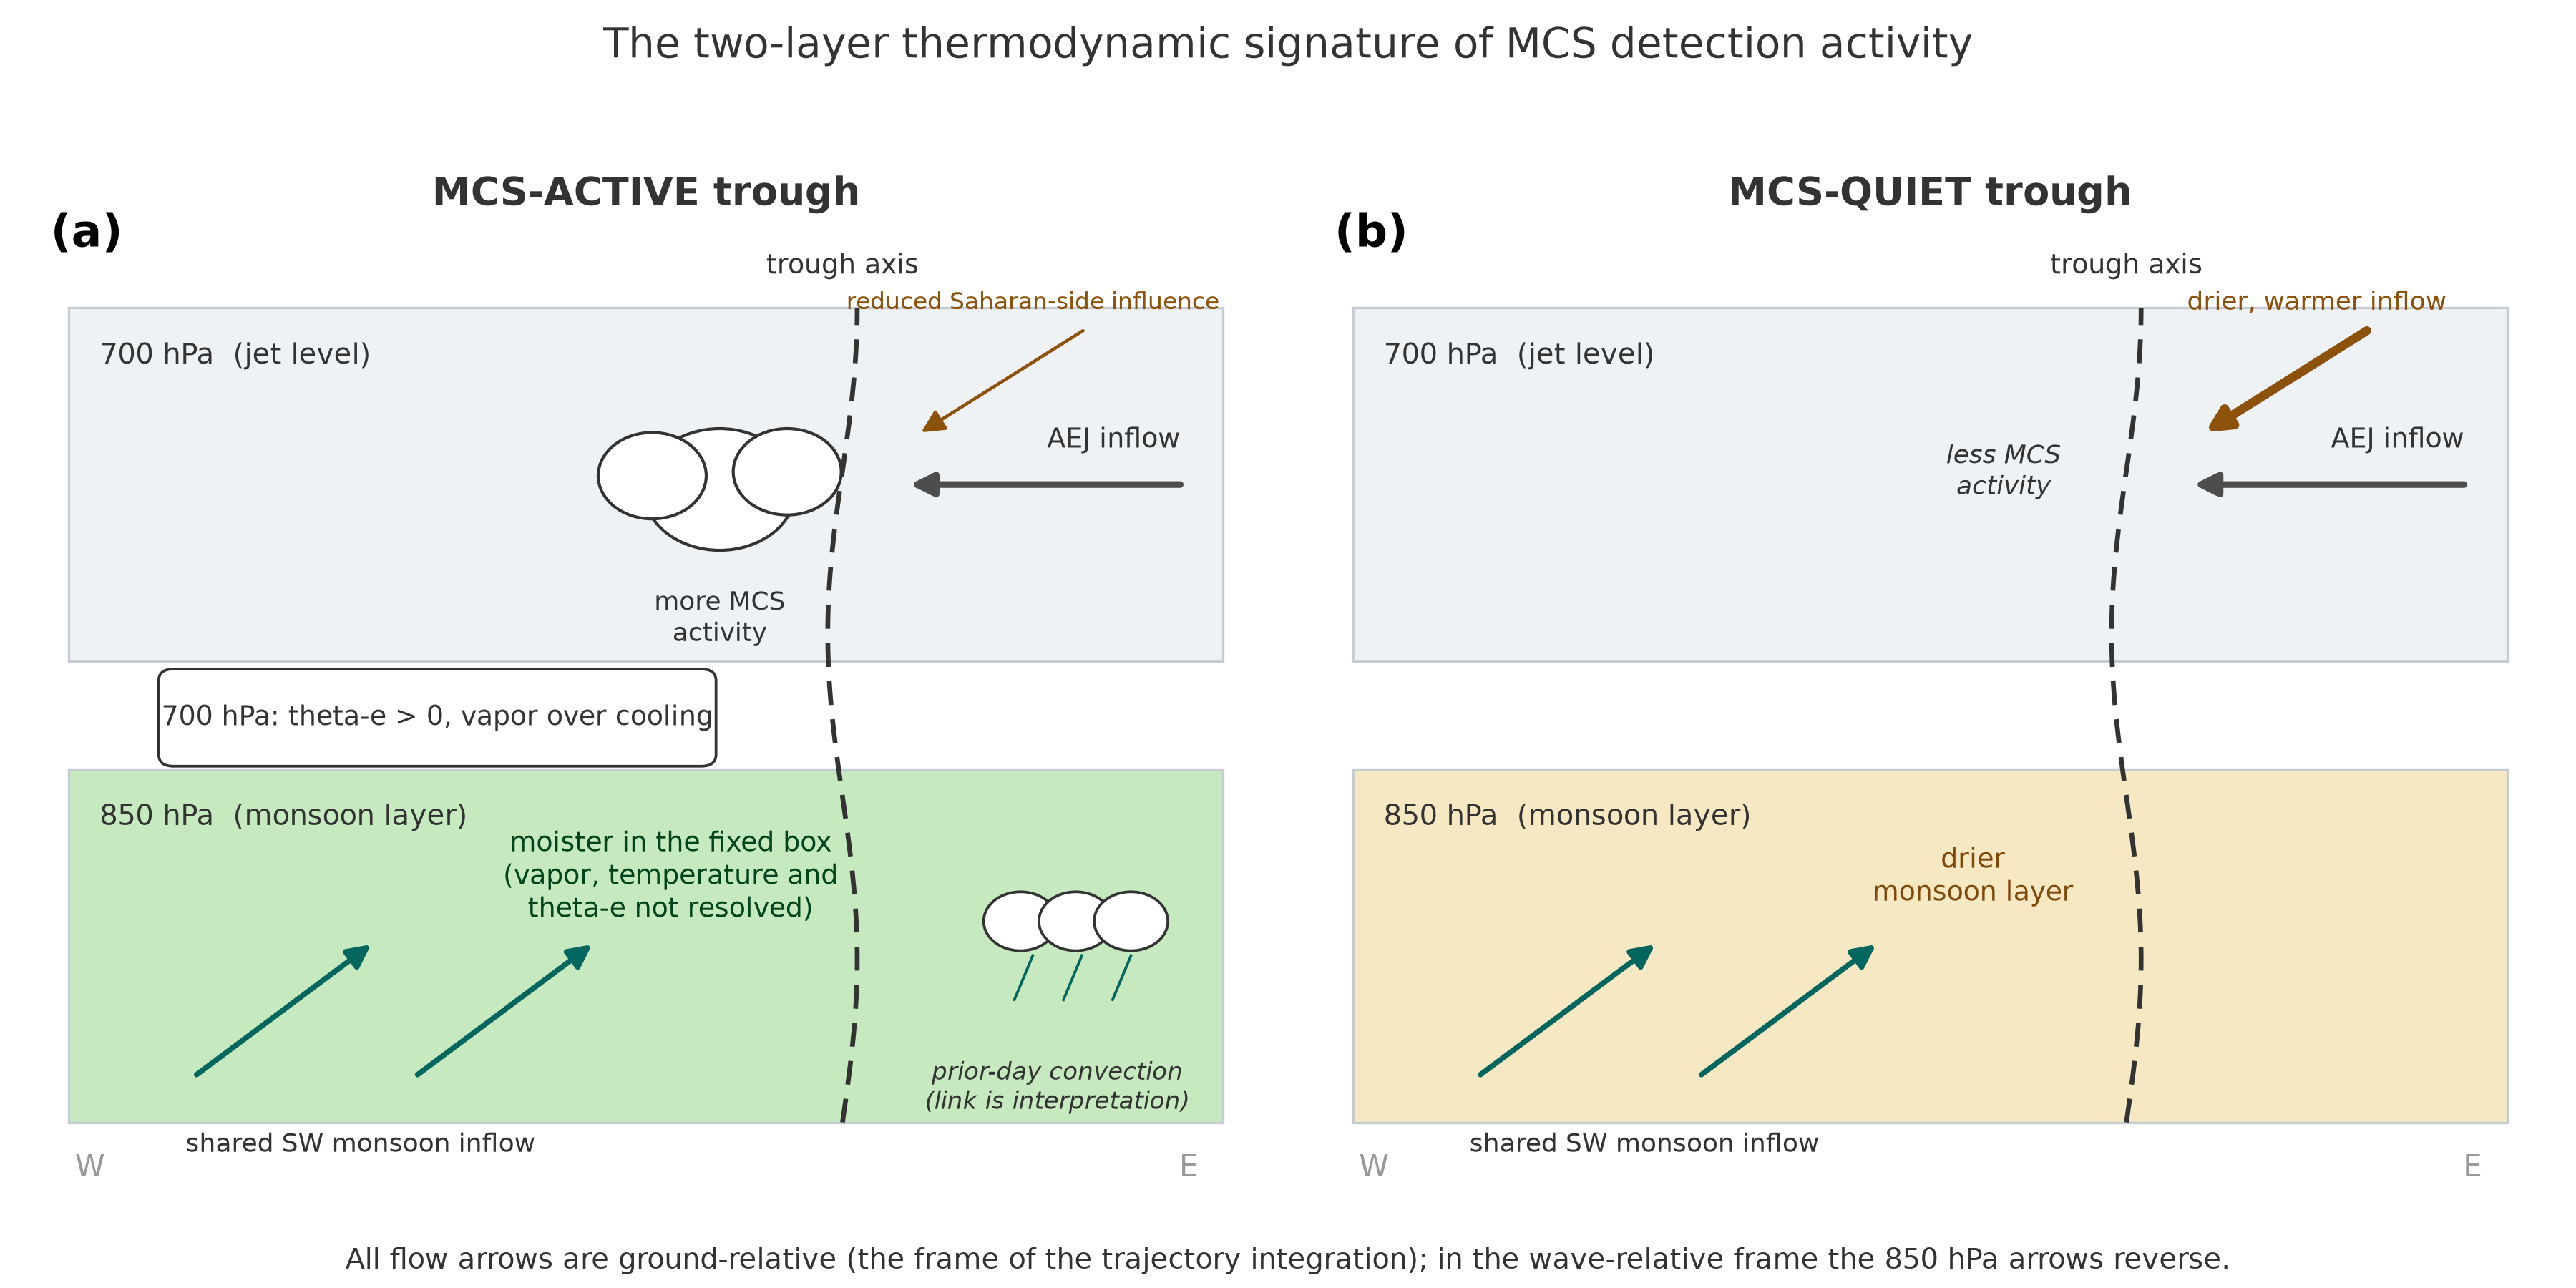 The two-layer thermodynamic signature of MCS detection activity
MCS-ACTIVE trough
(a)
trough axis
reduced Saharan-side influence
700 hPa (jet level)
AEJ inflow
more MCS
activity
700 hPa: theta-e > 0, vapor over cooling
850 hPa (monsoon layer)
moister in the fixed box
(vapor, temperature and
theta-e not resolved)
prior-day convection
(link is interpretation)
shared SW monsoon inflow
W
E
MCS-QUIET trough
(b)
trough axis
drier, warmer inflow
700 hPa (jet level)
AEJ inflow
less MCS
activity
850 hPa (monsoon layer)
drier
monsoon layer
shared SW monsoon inflow
W
E
All flow arrows are ground-relative (the frame of the trajectory integration); in the wave-relative frame the 850 hPa arrows reverse.